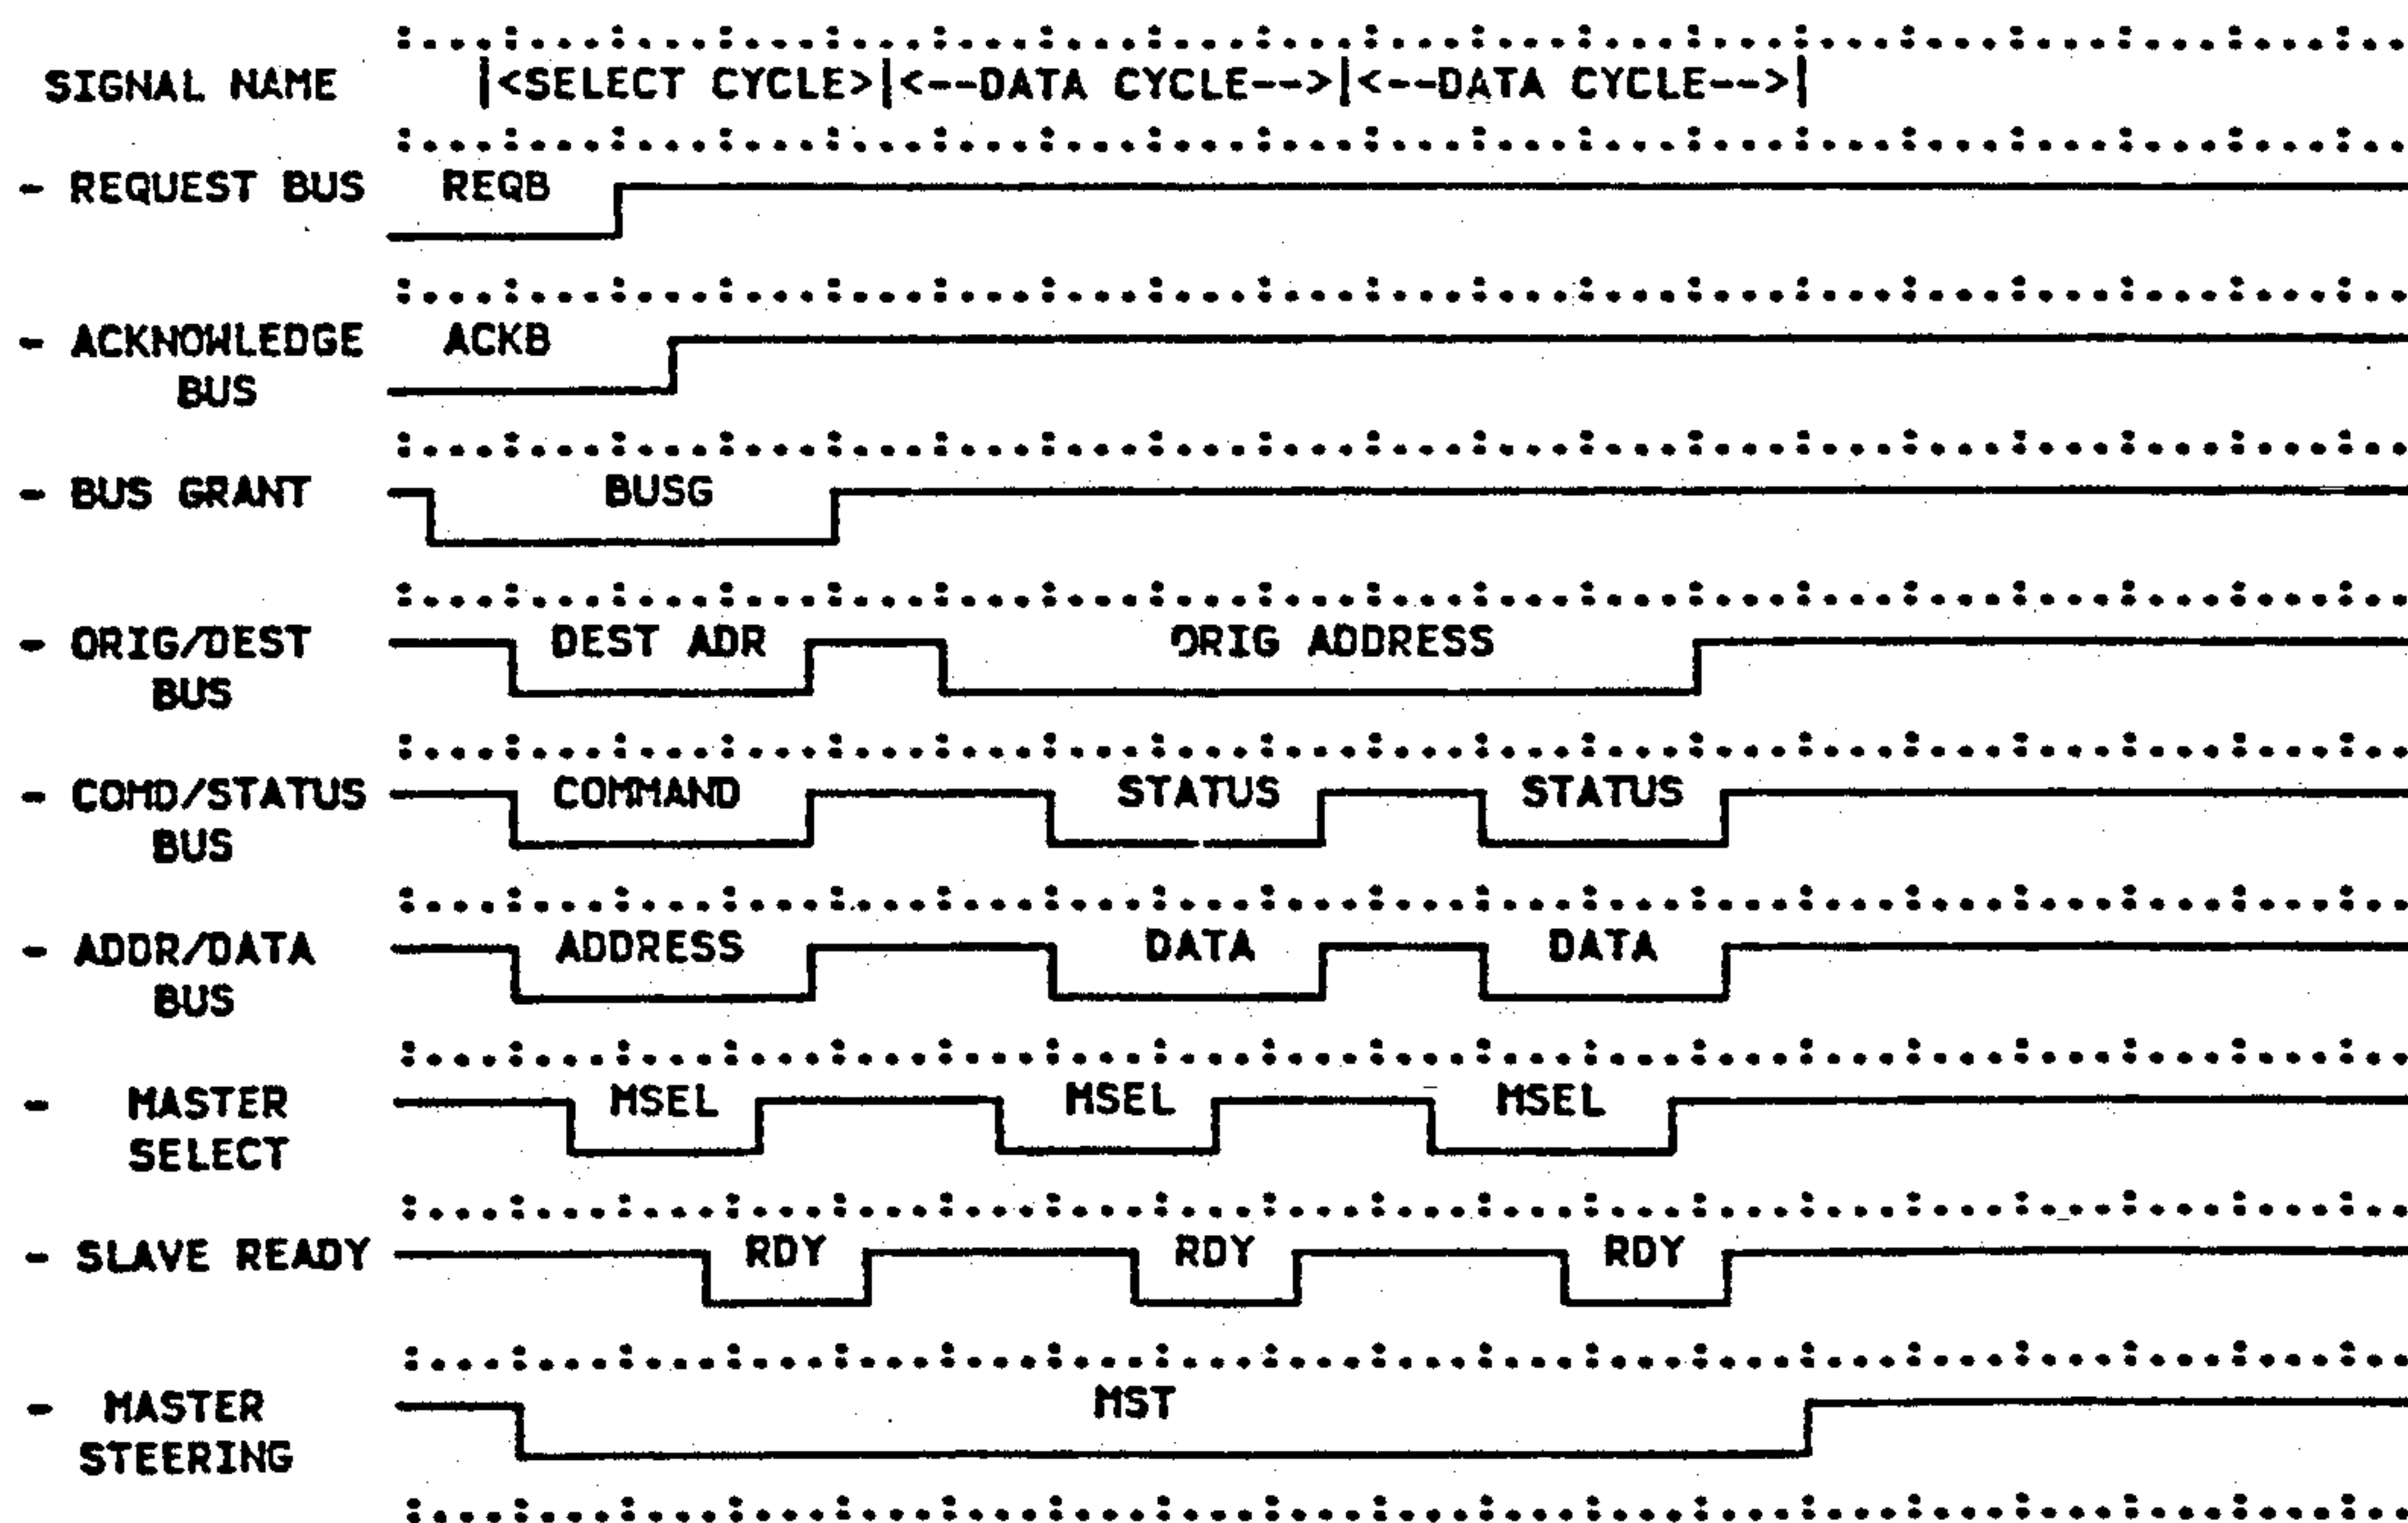 SIGNAL NAME |<SELECT CYCLE>|<--DATA CYCLE-->|<--DATA CYCLE-->|
- REQUEST BUS REQB
- ACKNOWLEDGE ACKB
BUS
- BUS GRANT BUSG
- ORIG/DEST DEST ADR ORIG ADDRESS
BUS
- COMD/STATUS COMMAND STATUS STATUS
BUS
- ADDR/DATA ADDRESS DATA DATA
BUS
- MASTER MSEL MSEL MSEL
SELECT
- SLAVE READY RDY RDY RDY
- MASTER MST
STEERING